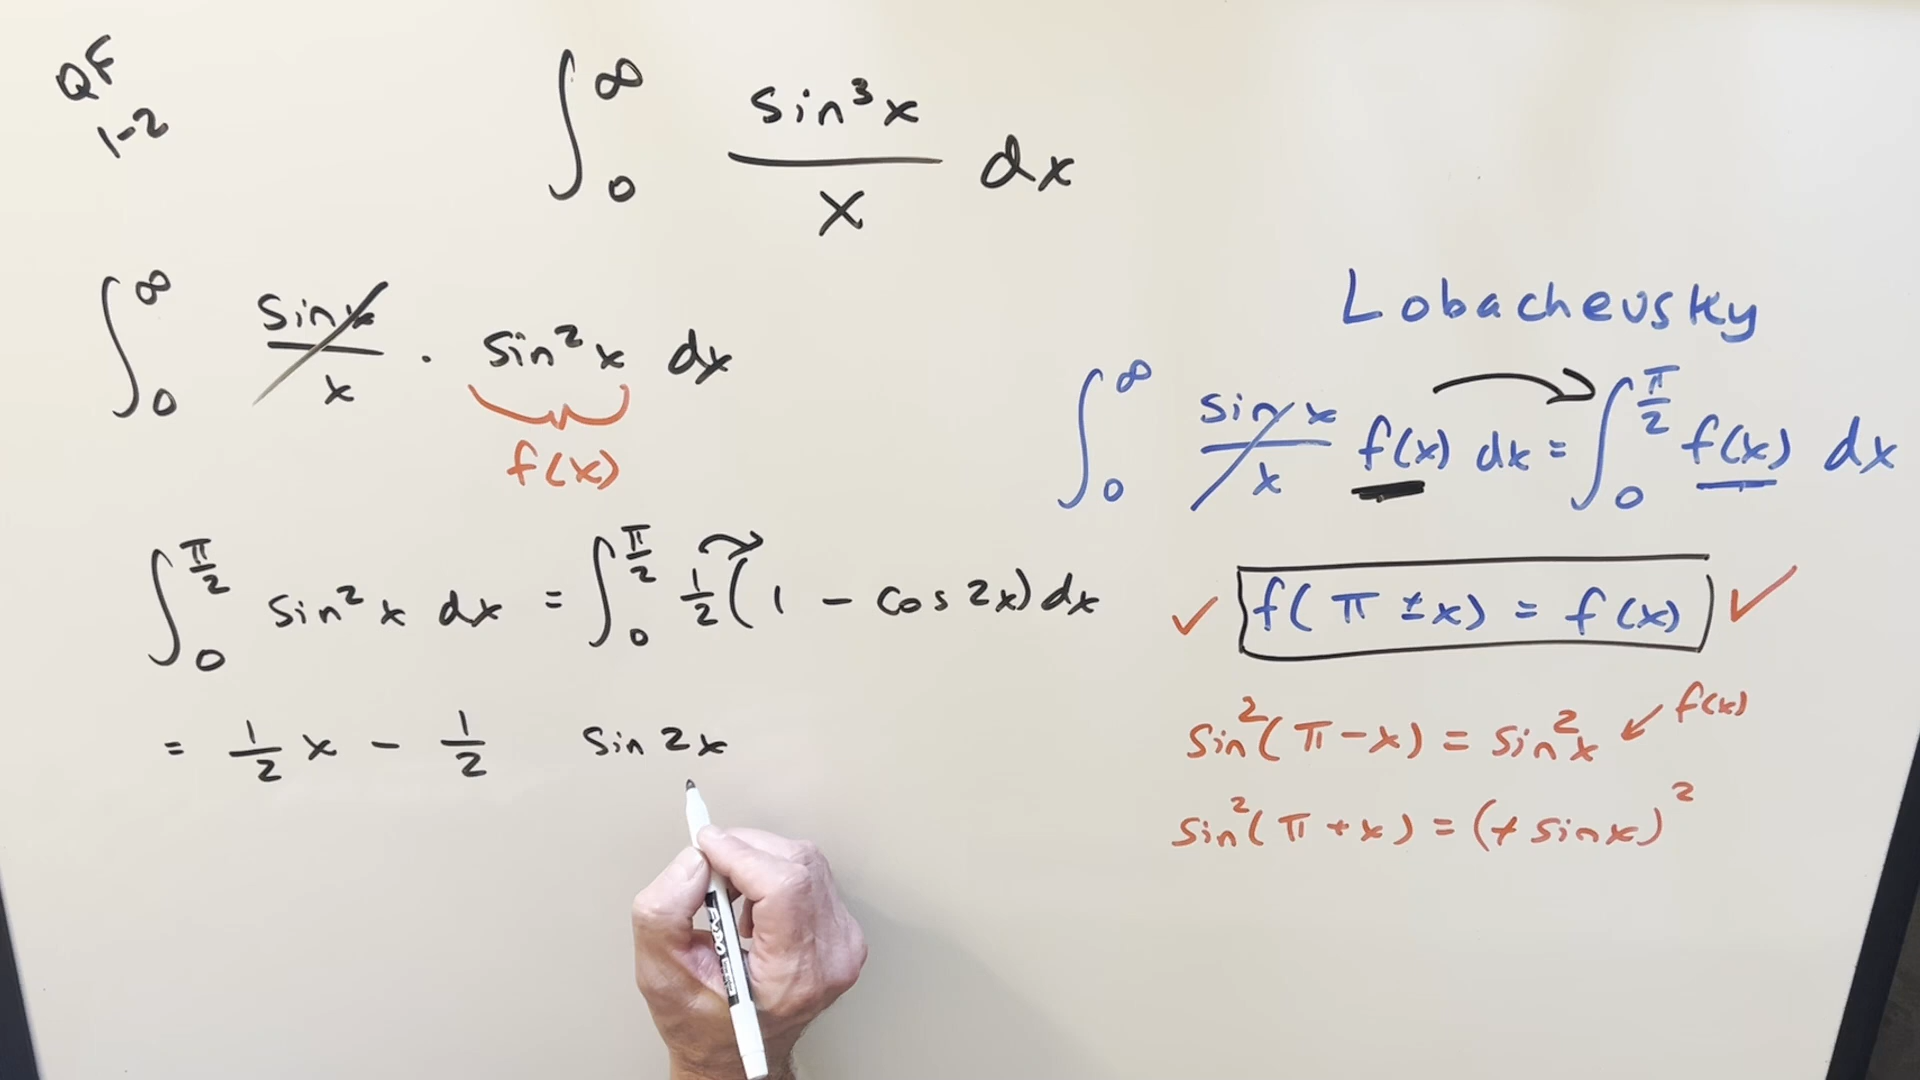 QF
1-2
∫₀^∞ sin³x / x dx
∫₀^∞ sin x / x · sin²x dx
f(x)
∫₀^(π/2) sin²x dx = ∫₀^(π/2) 1/2 (1 - cos 2x) dx
= 1/2 x - 1/2 sin 2x
Lobachevsky
∫₀^∞ sin x / x f(x) dx = ∫₀^(π/2) f(x) dx
✓ f(π ± x) = f(x) ✓
sin²(π - x) = sin²x ↙ f(x)
sin²(π + x) = (+ sin x)²
EXPO